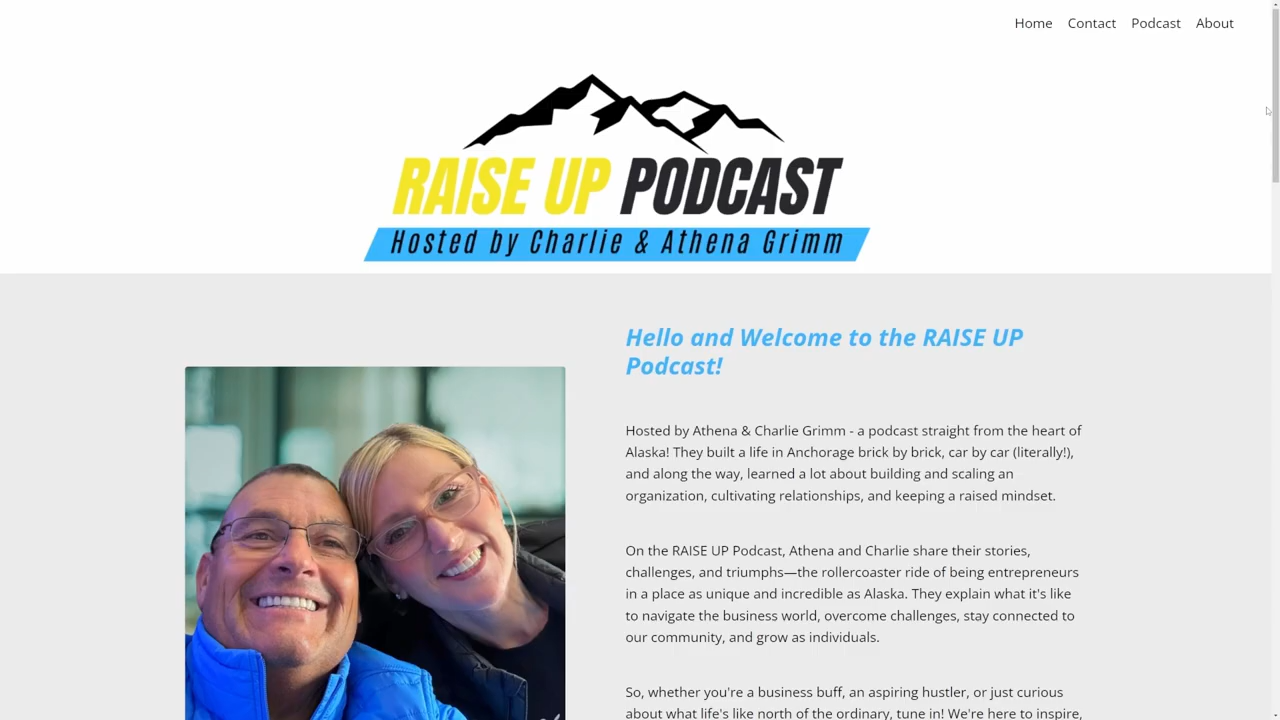 Home Contact Podcast About
RAISE UP PODCAST
Hosted by Charlie & Athena Grimm
Hello and Welcome to the RAISE UP
Podcast!
Hosted by Athena & Charlie Grimm - a podcast straight from the heart of
Alaska! They built a life in Anchorage brick by brick, car by car (literally!),
and along the way, learned a lot about building and scaling an
organization, cultivating relationships, and keeping a raised mindset.
On the RAISE UP Podcast, Athena and Charlie share their stories,
challenges, and triumphs—the rollercoaster ride of being entrepreneurs
in a place as unique and incredible as Alaska. They explain what it's like
to navigate the business world, overcome challenges, stay connected to
our community, and grow as individuals.
So, whether you're a business buff, an aspiring hustler, or just curious
about what life's like north of the ordinary, tune in! We're here to inspire,